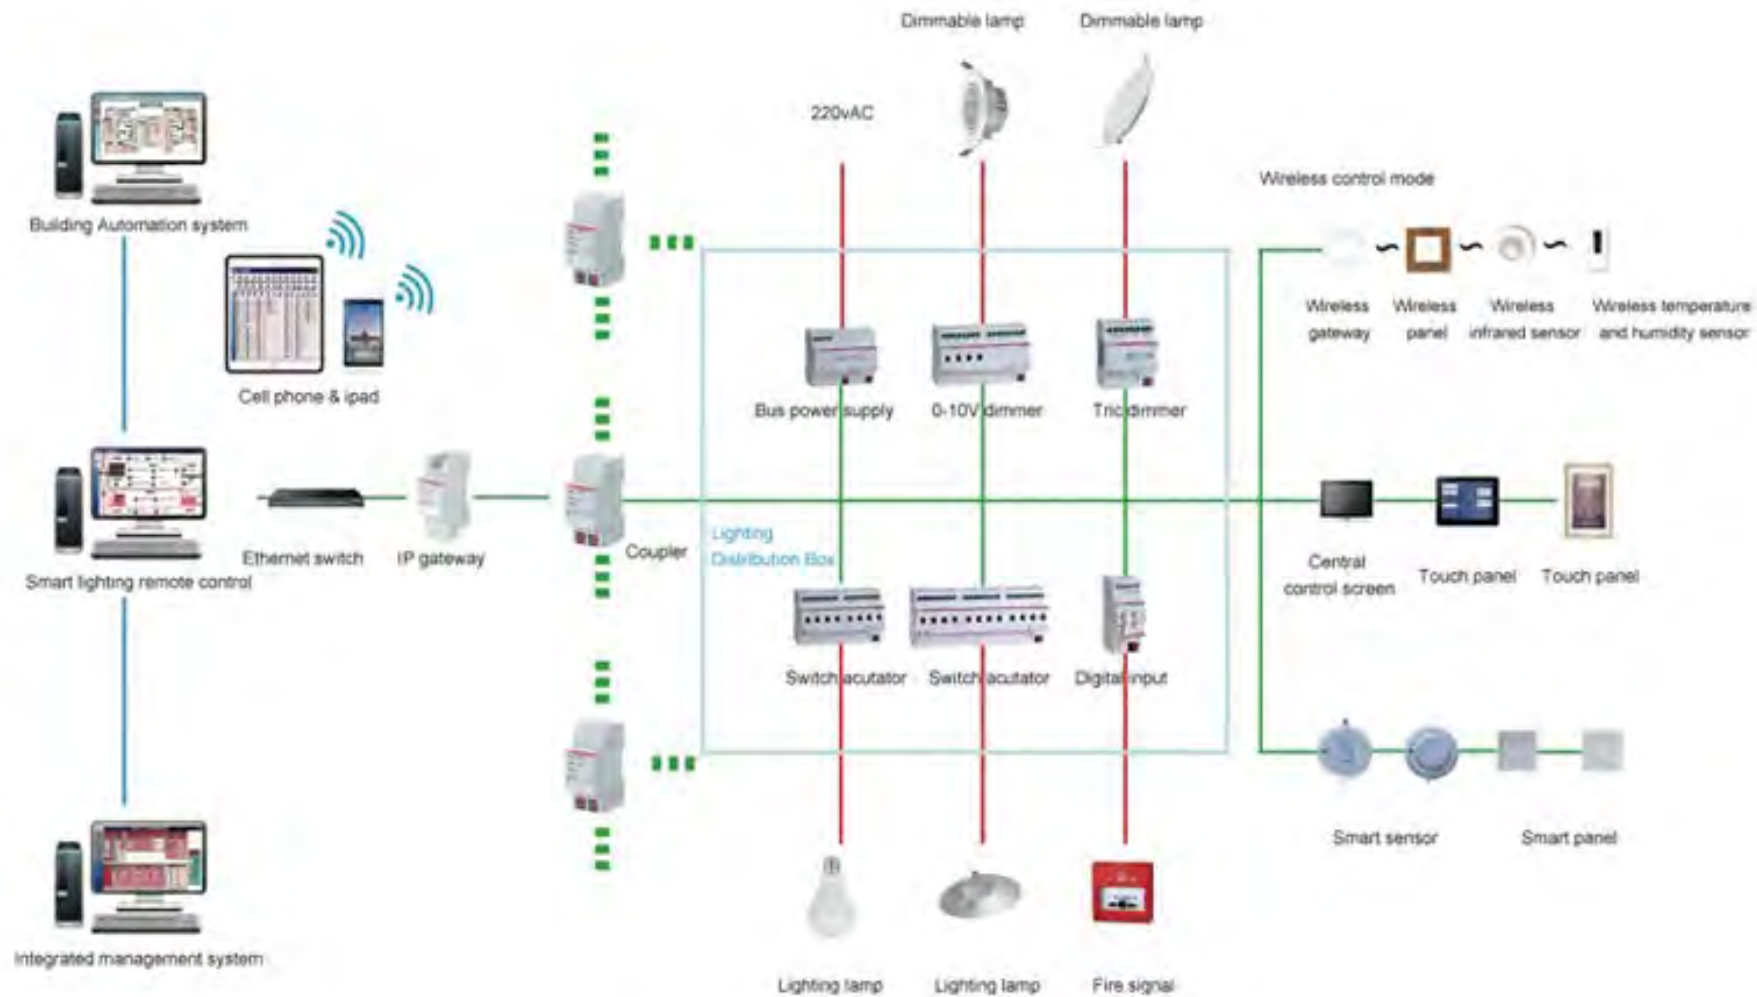 Dimmable lamp
Dimmable lamp
220vAC
Wireless control mode
Building Automation system
Wireless
gateway
Wireless
panel
Wireless
infrared sensor
Wireless temperature
and humidity sensor
Cell phone & ipad
Bus power supply
0-10V dimmer
Tric dimmer
Ethernet switch
IP gateway
Coupler
Lighting
Distribution Box
Smart lighting remote control
Central
control screen
Touch panel
Touch panel
Switch acutator
Switch acutator
Digital input
Smart sensor
Smart panel
Integrated management system
Lighting lamp
Lighting lamp
Fire signal